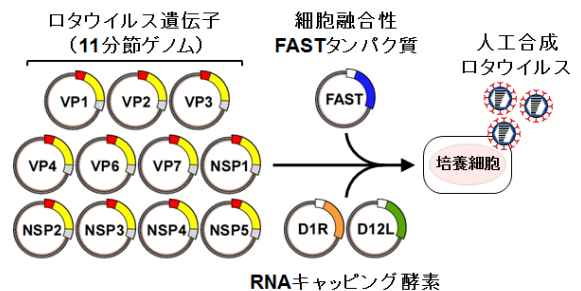 ロタウイルス遺伝子
(11分節ゲノム)
細胞融合性
FASTタンパク質
人工合成
ロタウイルス
VP1
VP2
VP3
FAST
VP4
VP6
VP7
NSP1
培養細胞
NSP2
NSP3
NSP4
NSP5
D1R
D12L
RNAキャッピング酵素